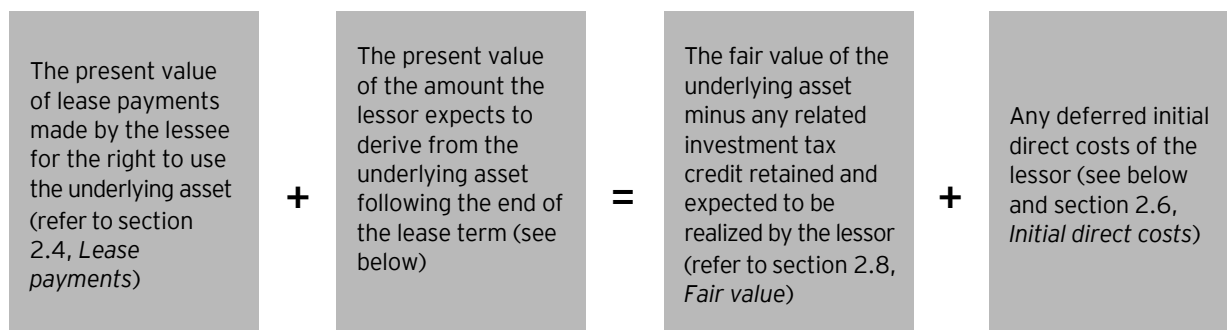 The present value
of lease payments
made by the lessee
for the right to use
the underlying asset
(refer to section
2.4, Lease
payments)
+
The present value
of the amount the
lessor expects to
derive from the
underlying asset
following the end of
the lease term (see
below)
=
The fair value of the
underlying asset
minus any related
investment tax
credit retained and
expected to be
realized by the lessor
(refer to section 2.8,
Fair value)
+
Any deferred initial
direct costs of the
lessor (see below
and section 2.6,
Initial direct costs)